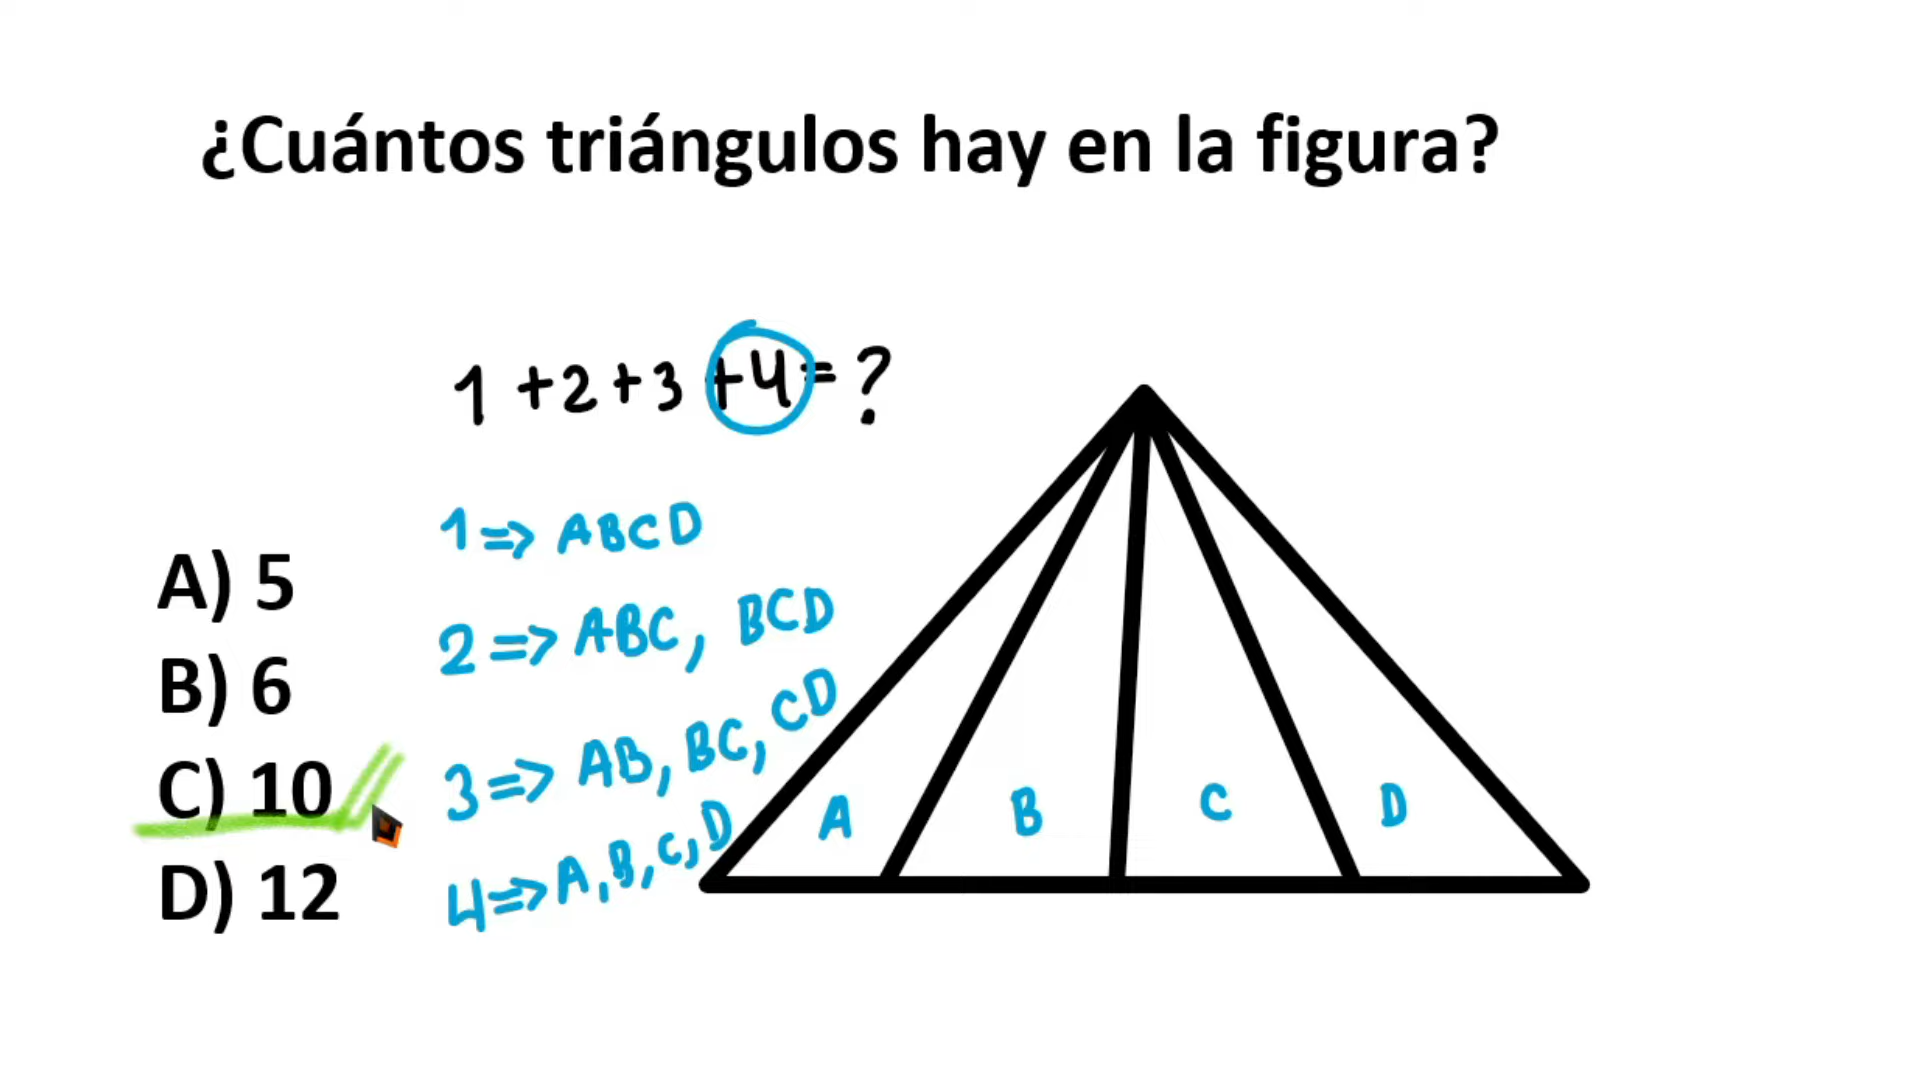 ¿Cuántos triángulos hay en la figura?
1 + 2 + 3 + 4 = ?
A) 5
B) 6
C) 10
D) 12
1 => ABCD
2 => ABC, BCD
3 => AB, BC, CD
4 => A, B, C, D
A B C D